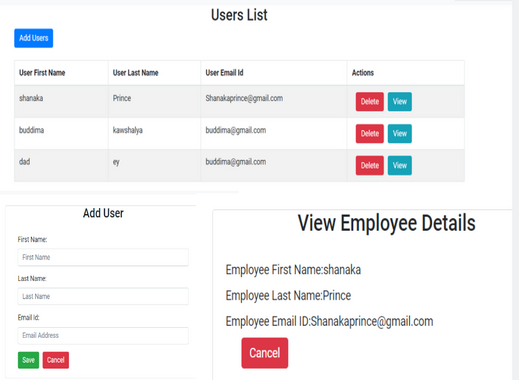 Users List
Add Users
User First Name User Last Name User Email Id Actions
shanaka Prince Shanakaprince@gmail.com Delete View
buddima kawshalya buddima@gmail.com Delete View
dad ey buddima@gmail.com Delete View
Add User
First Name:
First Name
Last Name:
Last Name
Email Id:
Email Address
Save Cancel
View Employee Details
Employee First Name:shanaka
Employee Last Name:Prince
Employee Email ID:Shanakaprince@gmail.com
Cancel